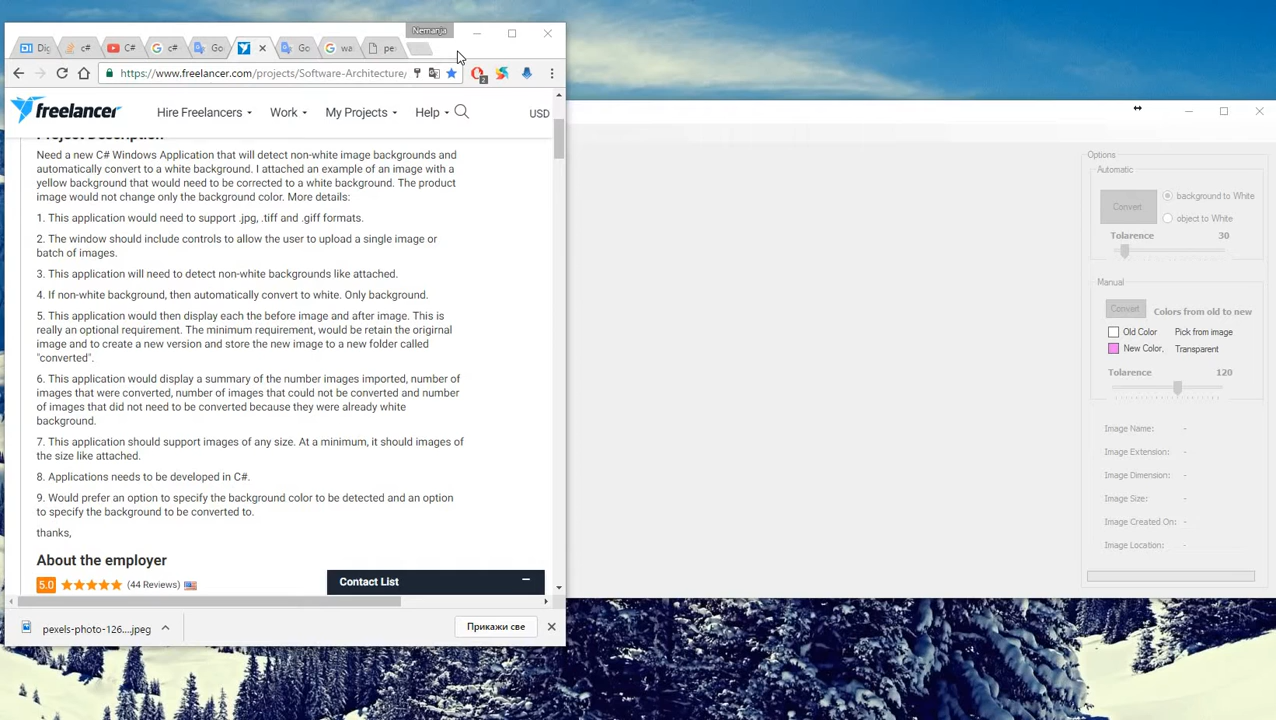 Nemanja
Dig
c#
C#
c#
Go
Go
wa
pe
https://www.freelancer.com/projects/Software-Architecture/
2
freelancer
Hire Freelancers
Work
My Projects
Help
USD
Project Description
Need a new C# Windows Application that will detect non-white image backgrounds and
automatically convert to a white background. I attached an example of an image with a
yellow background that would need to be corrected to a white background. The product
image would not change only the background color. More details:
1. This application would need to support .jpg, .tiff and .giff formats.
2. The window should include controls to allow the user to upload a single image or
batch of images.
3. This application will need to detect non-white backgrounds like attached.
4. If non-white background, then automatically convert to white. Only background.
5. This application would then display each the before image and after image. This is
really an optional requirement. The minimum requirement, would be retain the origirnal
image and to create a new version and store the new image to a new folder called
"converted".
6. This application would display a summary of the number images imported, number of
images that were converted, number of images that could not be converted and number
of images that did not need to be converted because they were already white
background.
7. This application should support images of any size. At a minimum, it should images of
the size like attached.
8. Applications needs to be developed in C#.
9. Would prefer an option to specify the background color to be detected and an option
to specify the background to be converted to.
thanks,
About the employer
5.0
(44 Reviews)
Contact List
pexels-photo-126....jpeg
Прикажи све
Options
Automatic
Convert
background to White
object to White
Tolarence 30
Manual
Convert
Colors from old to new
Old Color
Pick from image
New Color.
Transparent
Tolarence 120
Image Name: -
Image Extension: -
Image Dimension: -
Image Size: -
Image Created On: -
Image Location: -